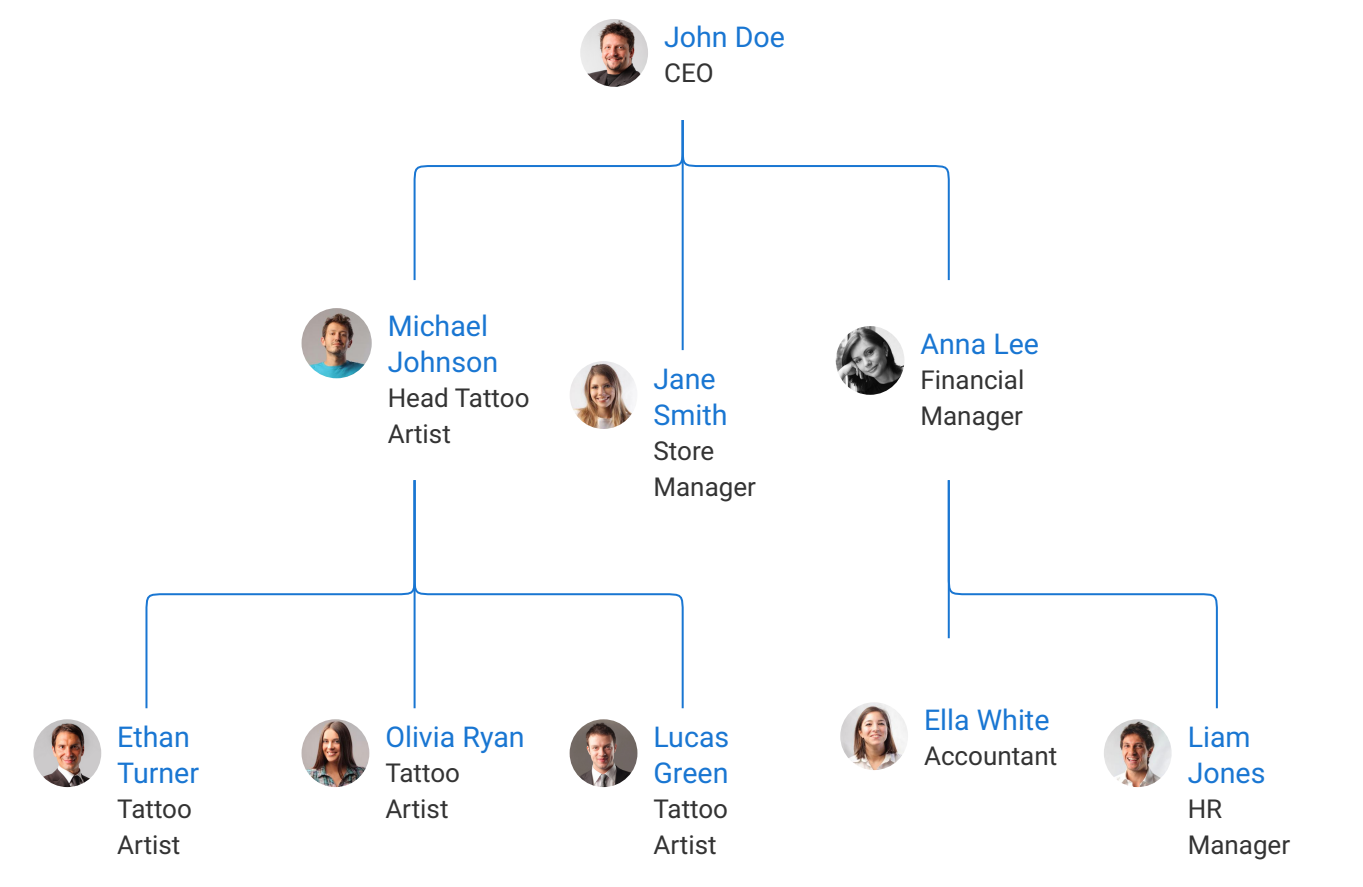 John Doe
CEO
Michael
Johnson
Head Tattoo
Artist
Jane
Smith
Store
Manager
Anna Lee
Financial
Manager
Ethan
Turner
Tattoo
Artist
Olivia Ryan
Tattoo
Artist
Lucas
Green
Tattoo
Artist
Ella White
Accountant
Liam
Jones
HR
Manager